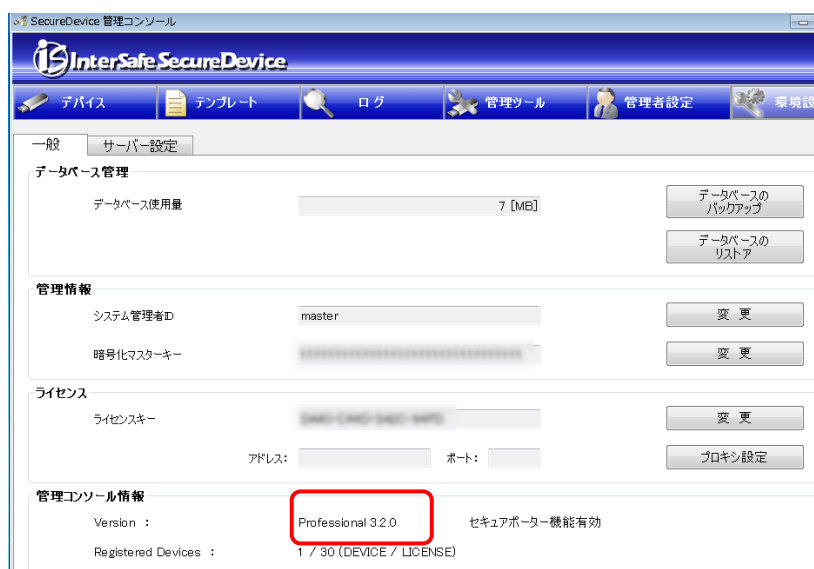 SecureDevice 管理コンソール
InterSafe SecureDevice
デバイス テンプレート ログ 管理ツール 管理者設定 環境設
一般 サーバー設定
データベース管理
データベース使用量 7 [MB] データベースの
バックアップ
データベースの
リストア
管理情報
システム管理者ID master 変 更
暗号化マスターキー 変 更
ライセンス
ライセンスキー 変 更
アドレス: ポート: プロキシ設定
管理コンソール情報
Version : Professional 3.2.0 セキュアポーター機能有効
Registered Devices : 1 / 30 (DEVICE / LICENSE)